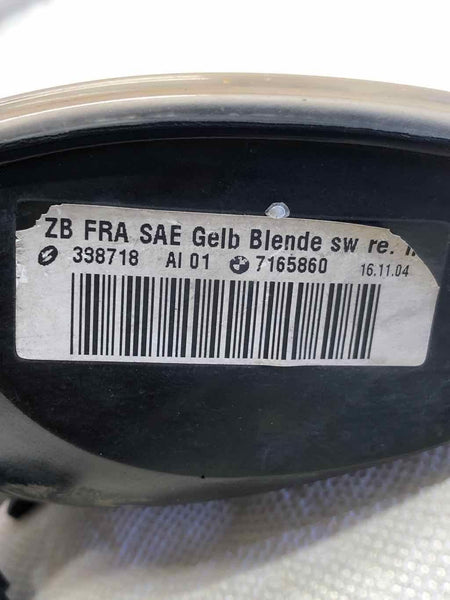 ZB FRA SAE Gelb Blende sw re.
338718 AI 01 7165860 16.11.04